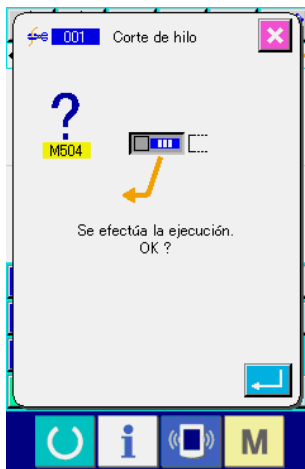 001 Corte de hilo
M504
Se efectúa la ejecución.
OK ?
i
M